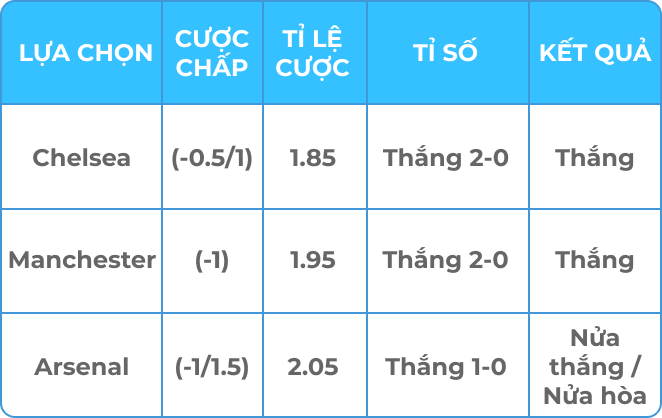 LỰA CHỌN
CƯỢC
CHẤP
TỈ LỆ
CƯỢC
TỈ SỐ
KẾT QUẢ
Chelsea
(-0.5/1)
1.85
Thắng 2-0
Thắng
Manchester
(-1)
1.95
Thắng 2-0
Thắng
Arsenal
(-1/1.5)
2.05
Thắng 1-0
Nửa
thắng /
Nửa hòa